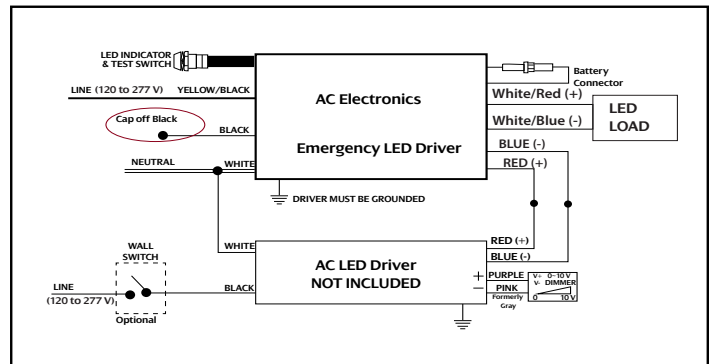 LED INDICATOR
& TEST SWITCH
LINE (120 to 277 V)
YELLOW/BLACK
Cap off Black
BLACK
NEUTRAL
WHITE
AC Electronics
Emergency LED Driver
DRIVER MUST BE GROUNDED
Battery
Connector
White/Red (+)
White/Blue (-)
LED
LOAD
BLUE (-)
RED (+)
WHITE
WALL
SWITCH
LINE
(120 to 277 V)
Optional
BLACK
AC LED Driver
NOT INCLUDED
RED (+)
BLUE (-)
+ PURPLE
− PINK
Formerly
Gray
V+ 0~10 V
V- DIMMER
0 10 V